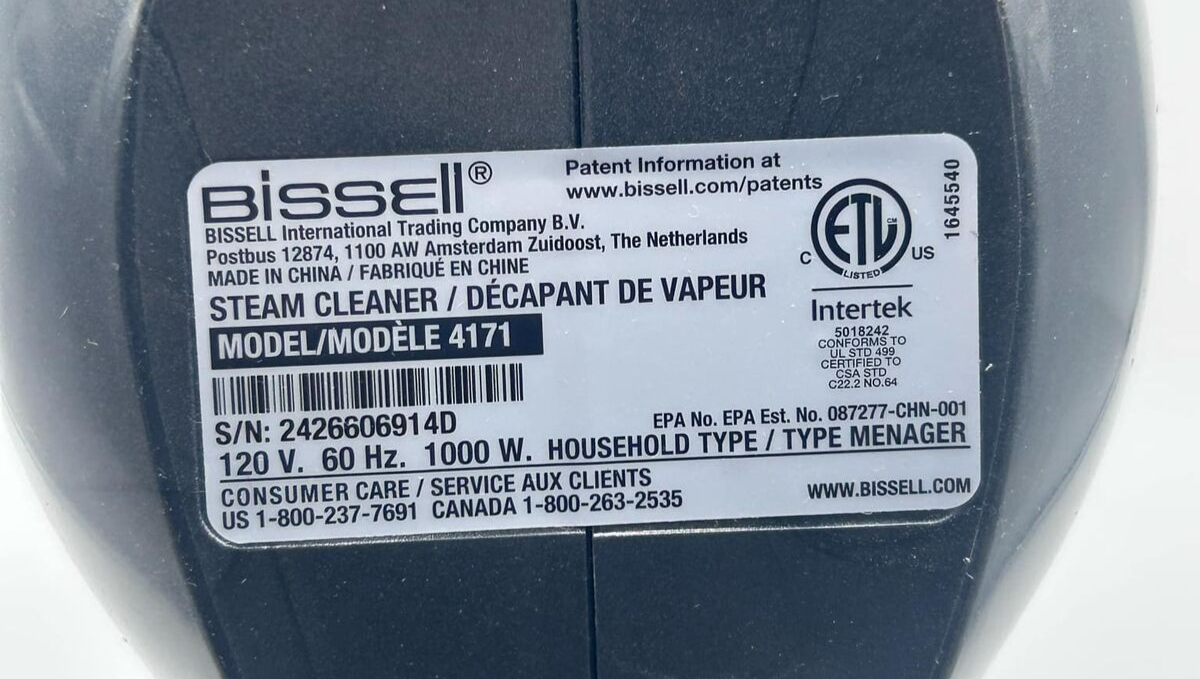 BISSELL®
Patent Information at
www.bissell.com/patents
BISSELL International Trading Company B.V.
Postbus 12874, 1100 AW Amsterdam Zuidoost, The Netherlands
MADE IN CHINA / FABRIQUÉ EN CHINE
STEAM CLEANER / DÉCAPANT DE VAPEUR
MODEL/MODÈLE 4171
S/N: 2426606914D
120 V. 60 Hz. 1000 W. HOUSEHOLD TYPE / TYPE MENAGER
EPA No. EPA Est. No. 087277-CHN-001
CONSUMER CARE / SERVICE AUX CLIENTS
US 1-800-237-7691 CANADA 1-800-263-2535
WWW.BISSELL.COM
C ETL CM US
LISTED
Intertek
5018242
CONFORMS TO
UL STD 499
CERTIFIED TO
CSA STD
C22.2 NO.64
1645540